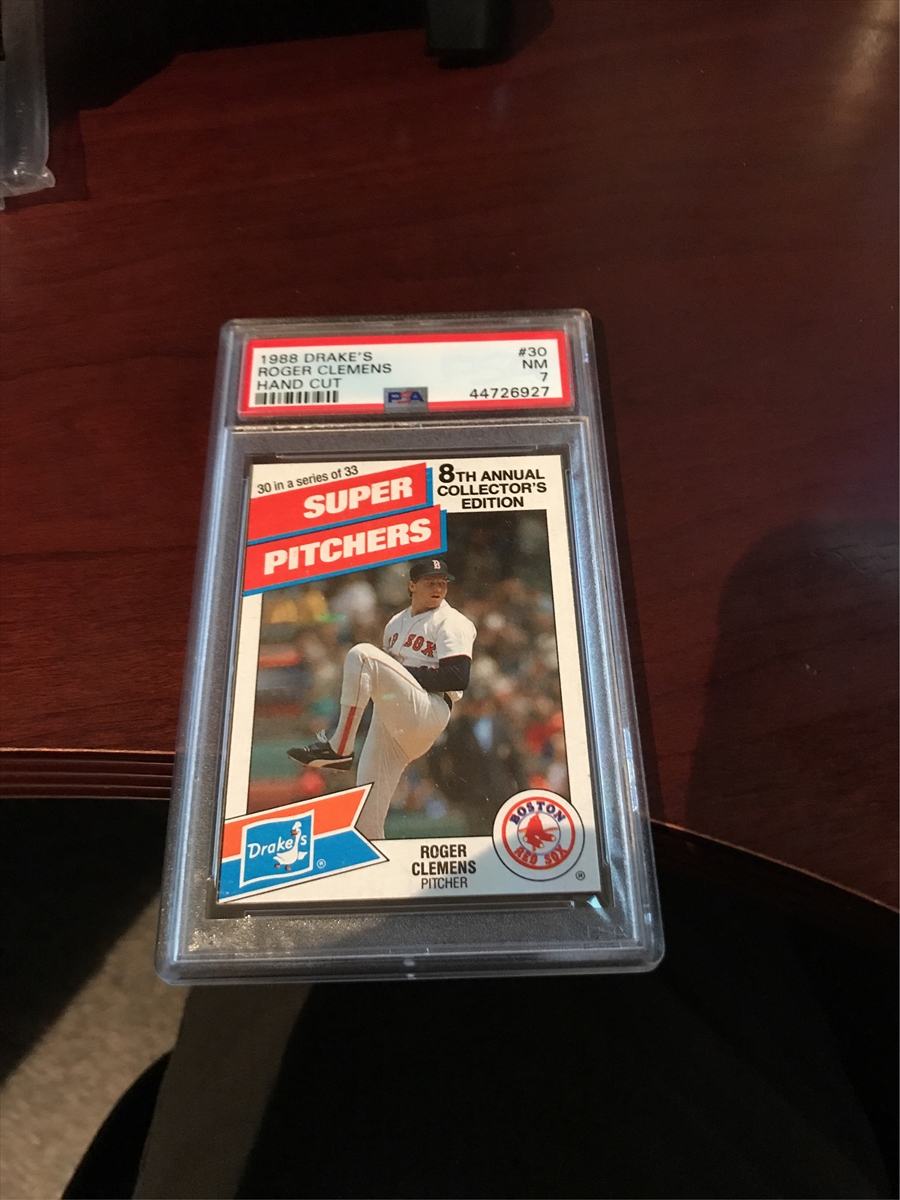 1988 DRAKE'S
ROGER CLEMENS
HAND CUT
#30
NM
7
44726927
PSA
30 in a series of 33
SUPER
PITCHERS
8TH ANNUAL
COLLECTOR'S
EDITION
B
SOX
Drake's ®
ROGER
CLEMENS
PITCHER
BOSTON
RED SOX
®